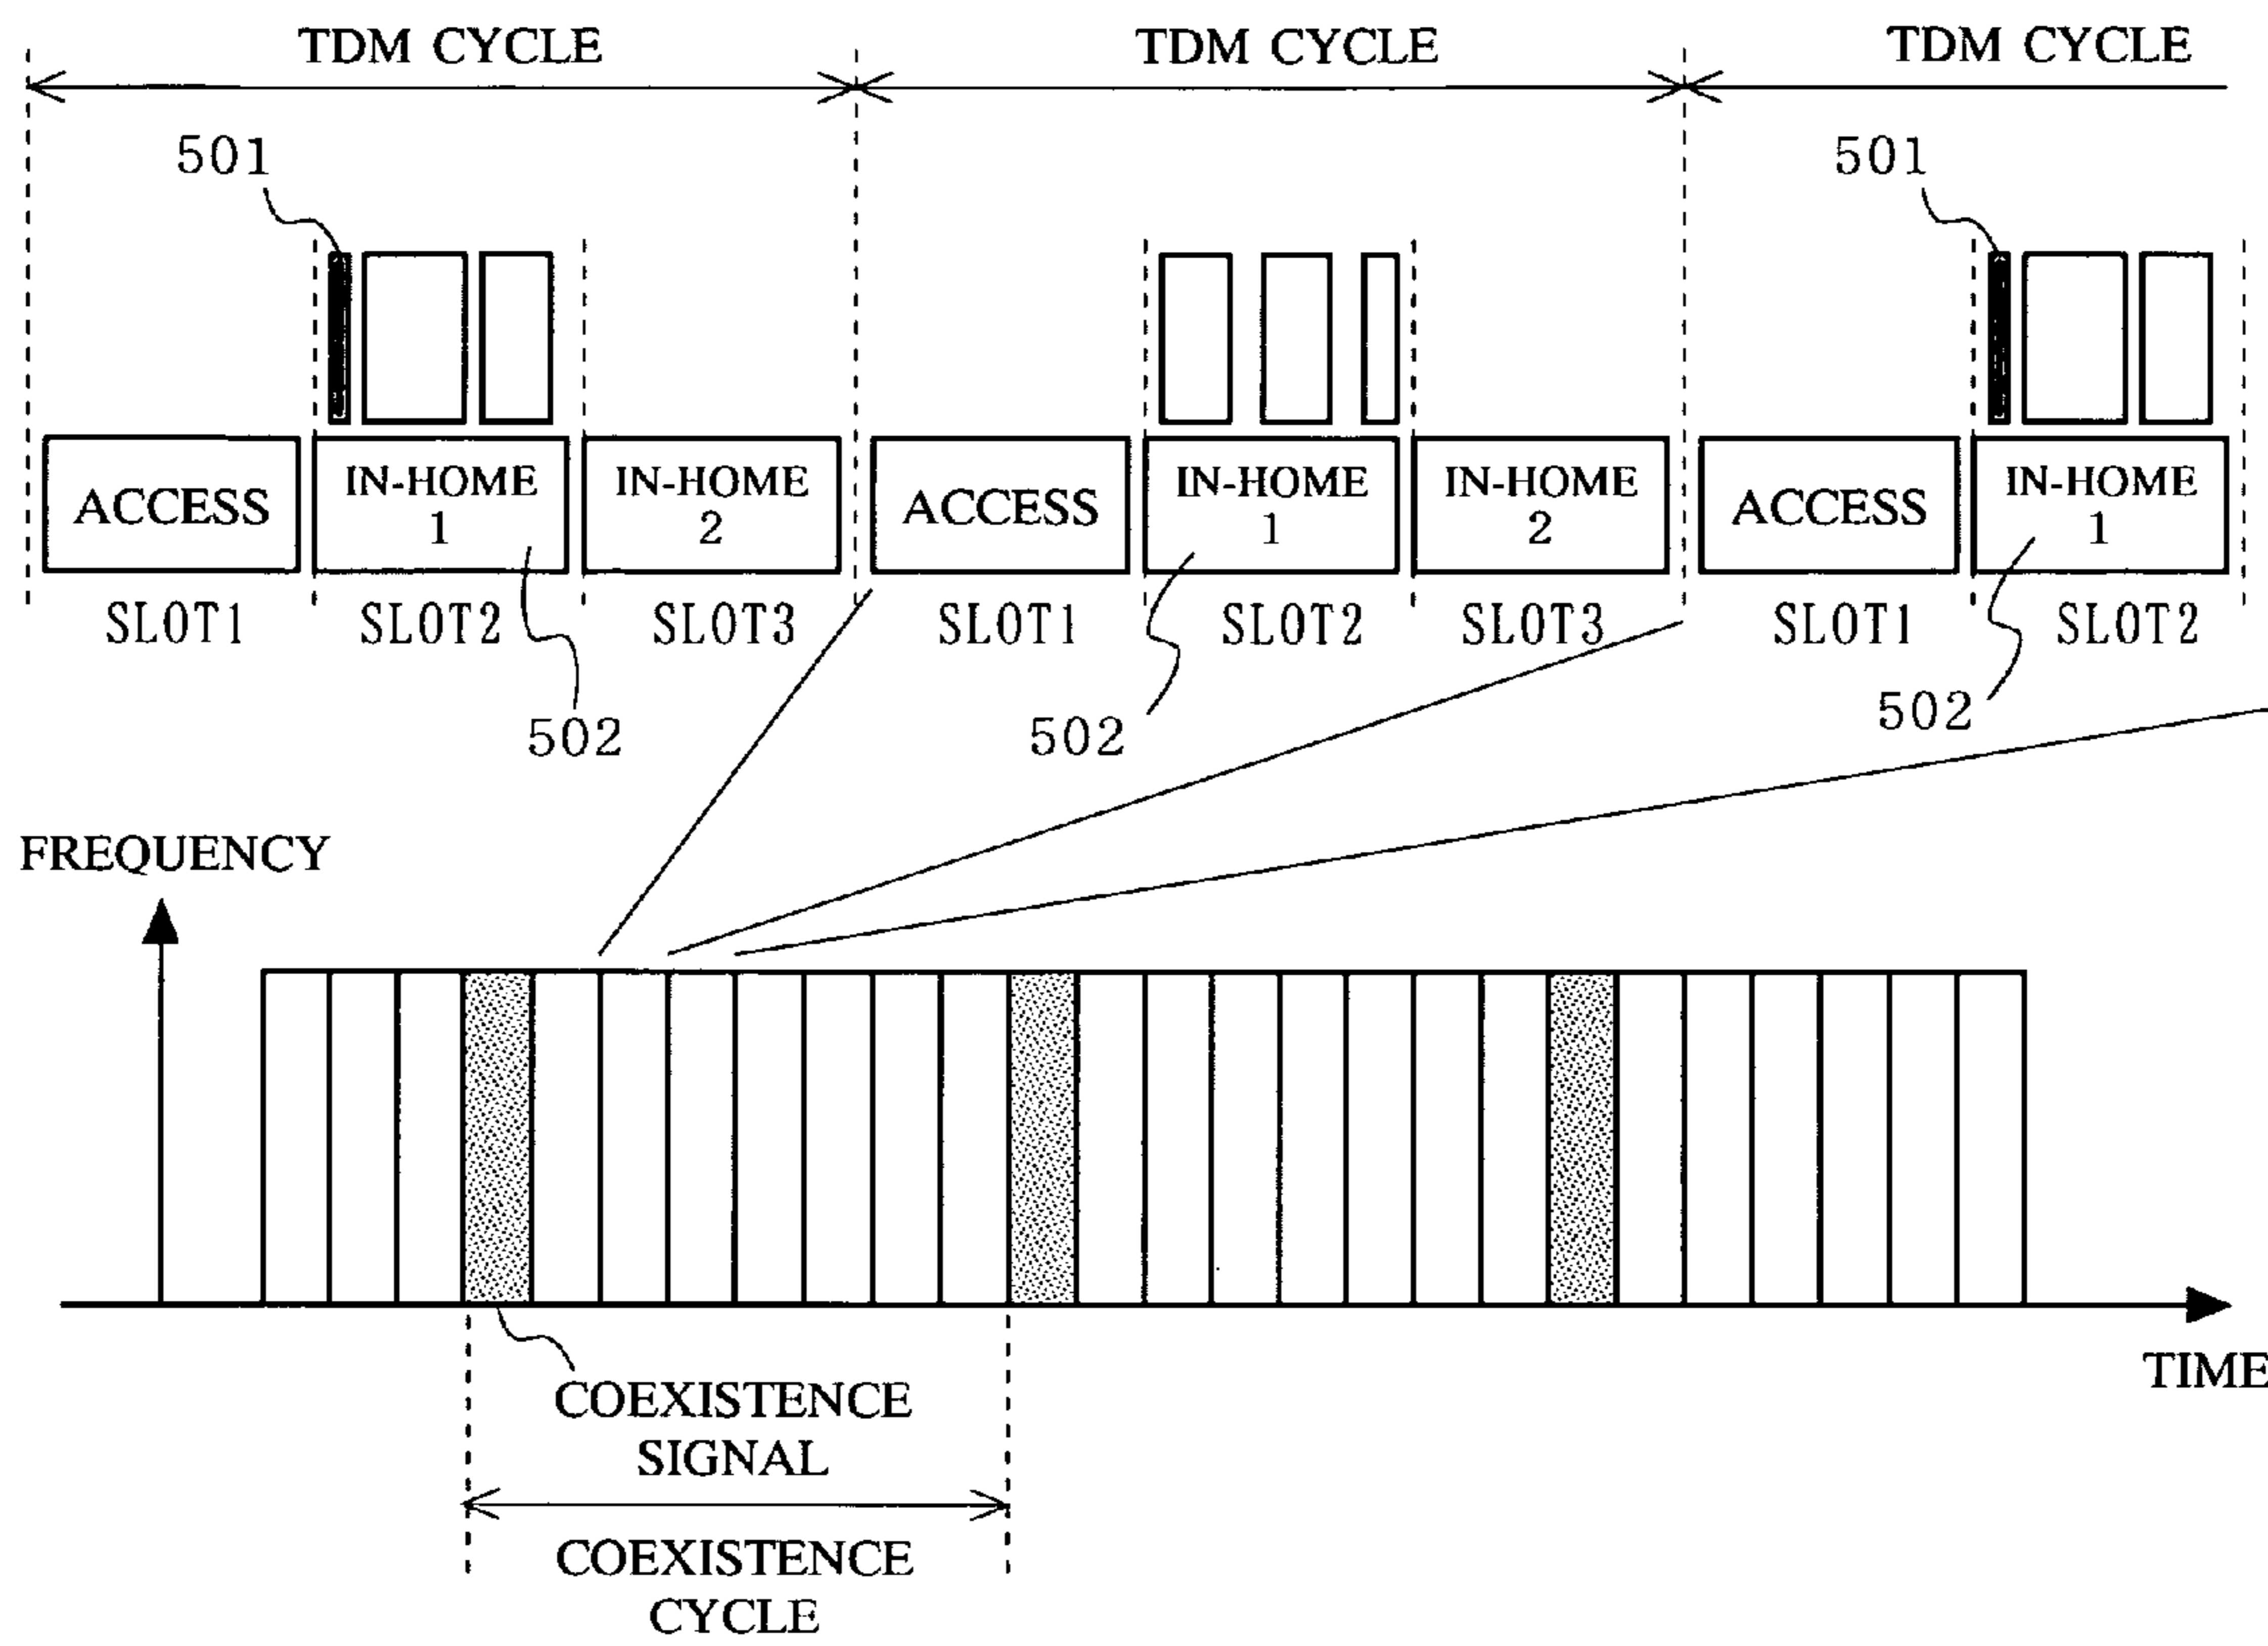 TDM CYCLE TDM CYCLE TDM CYCLE
501 501
ACCESS IN-HOME 1 IN-HOME 2 ACCESS IN-HOME 1 IN-HOME 2 ACCESS IN-HOME 1
SLOT1 SLOT2 SLOT3 SLOT1 SLOT2 SLOT3 SLOT1 SLOT2
502 502 502
FREQUENCY
TIME
COEXISTENCE
SIGNAL
COEXISTENCE
CYCLE